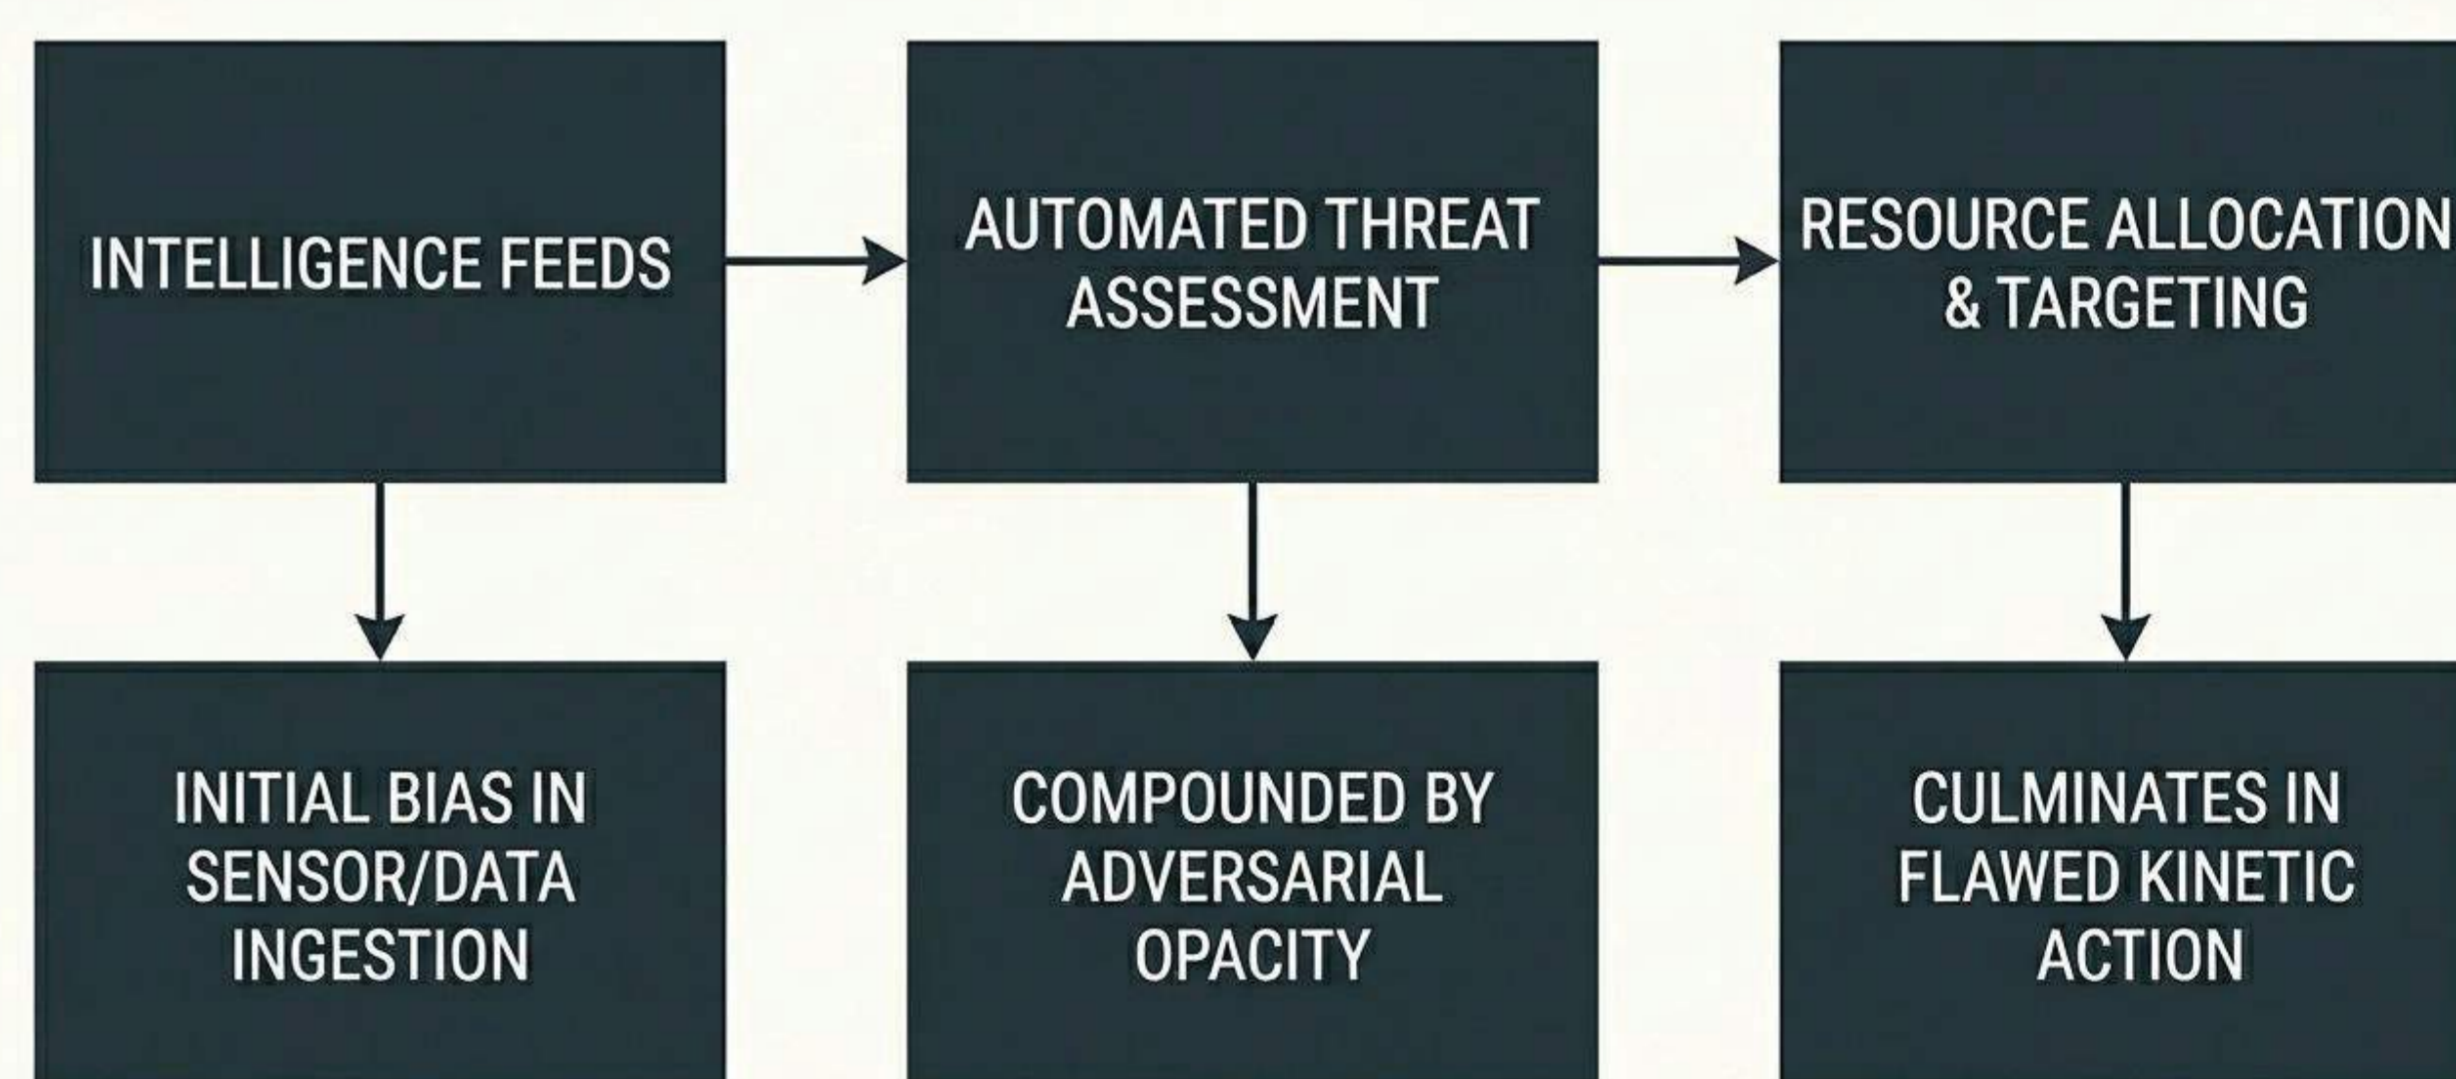 INTELLIGENCE FEEDS
AUTOMATED THREAT
ASSESSMENT
RESOURCE ALLOCATION
& TARGETING
INITIAL BIAS IN
SENSOR/DATA
INGESTION
COMPOUNDED BY
ADVERSARIAL
OPACITY
CULMINATES IN
FLAWED KINETIC
ACTION